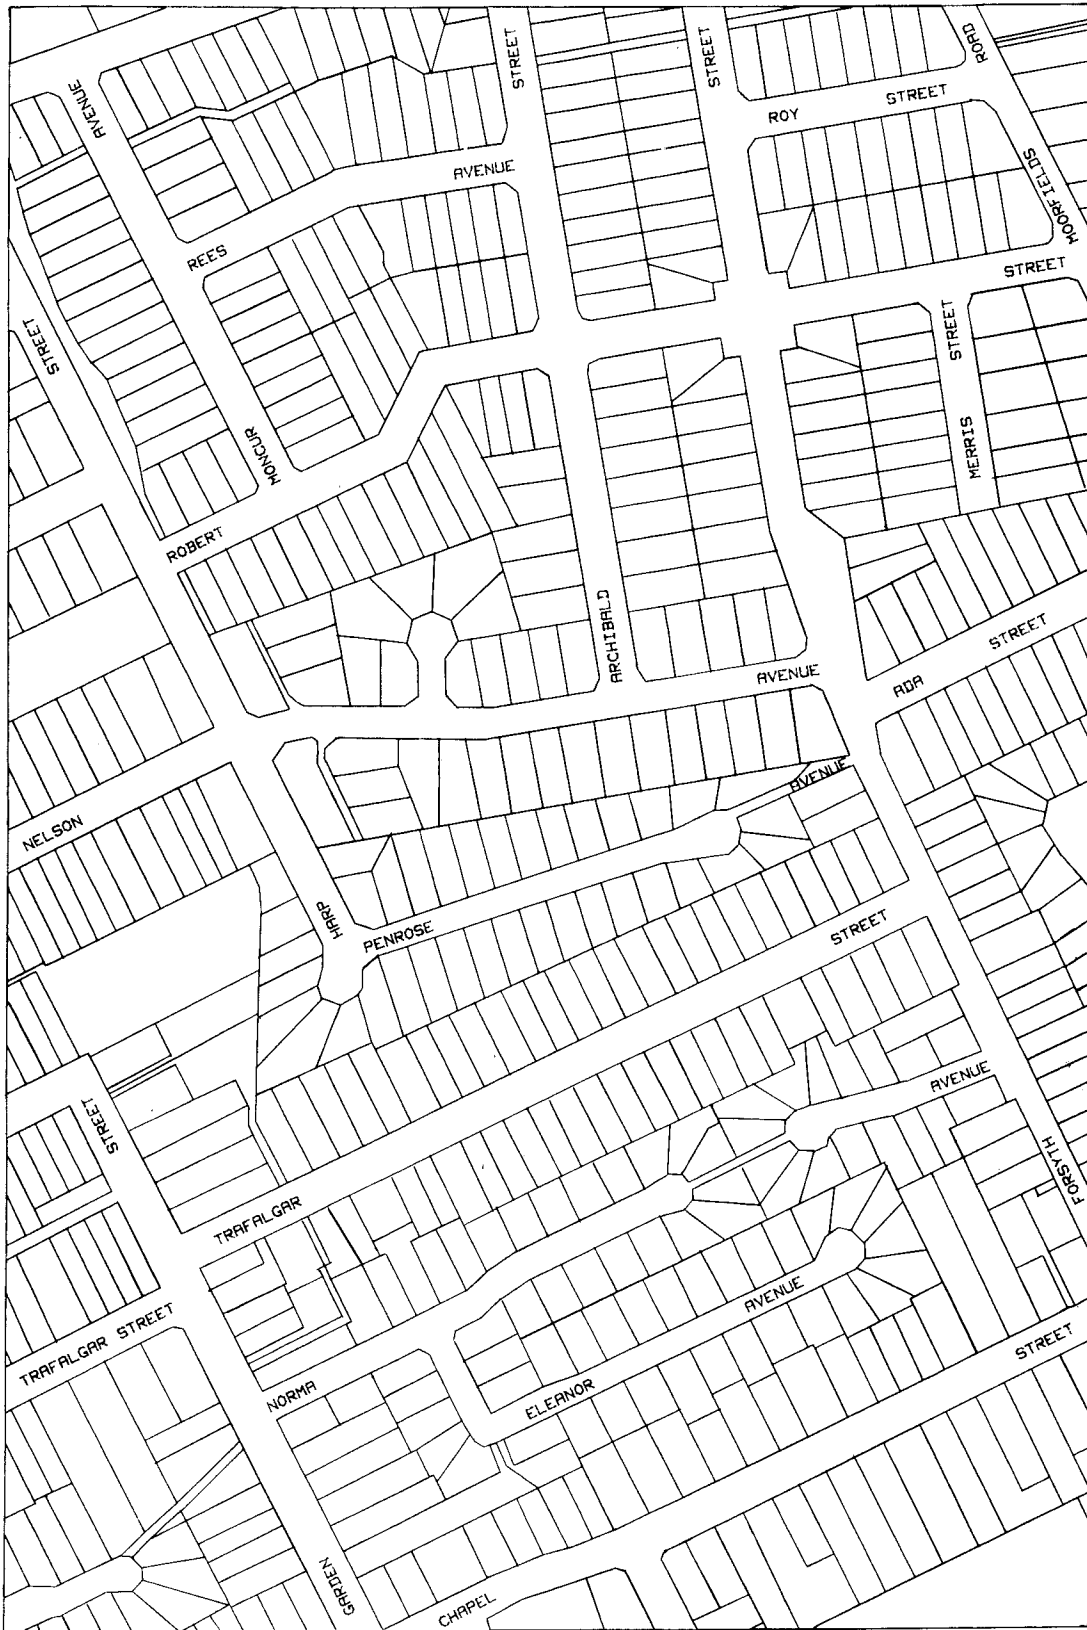 ROAD
STREET
STREET
AVENUE
ROY STREET
AVENUE
REES
MOORFIELDS
STREET
STREET
STREET
MONCUR
MERRIS
ROBERT
ARCHIBALD
STREET
AVENUE
ADA
NELSON
AVENUE
HARP
PENROSE
STREET
AVENUE
STREET
FORSYTH
TRAFALGAR
AVENUE
TRAFALGAR STREET
STREET
NORMA
ELEANOR
GARDEN
CHAPEL